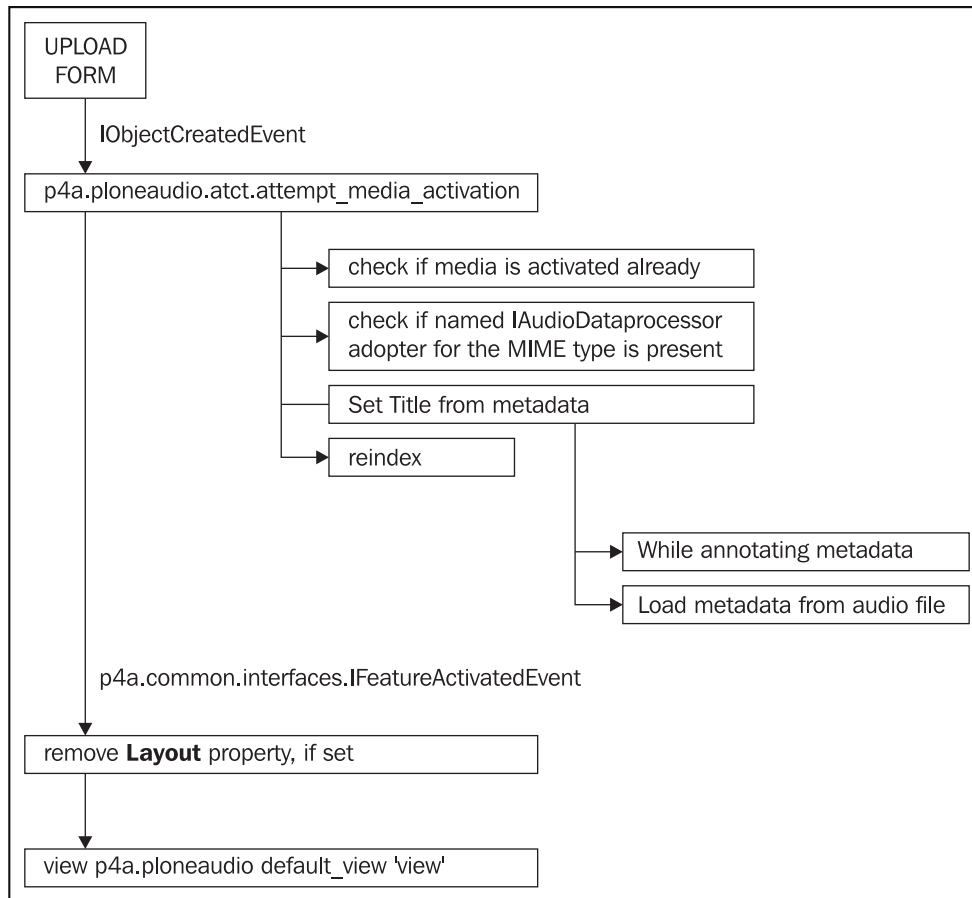 UPLOAD
FORM
IObjectCreatedEvent
p4a.ploneaudio.atct.attempt_media_activation
check if media is activated already
check if named IAudioDataprocessor
adopter for the MIME type is present
Set Title from metadata
reindex
While annotating metadata
Load metadata from audio file
p4a.common.interfaces.IFeatureActivatedEvent
remove Layout property, if set
view p4a.ploneaudio default_view 'view'